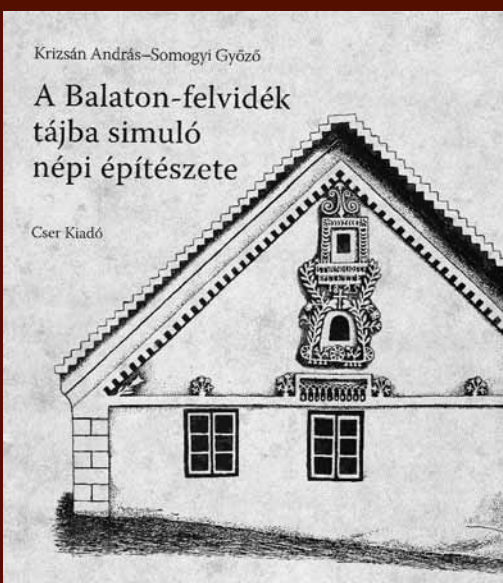 Krizsán András–Somogyi Győző
A Balaton-felvidék
tájba simuló
népi építészete
Cser Kiadó